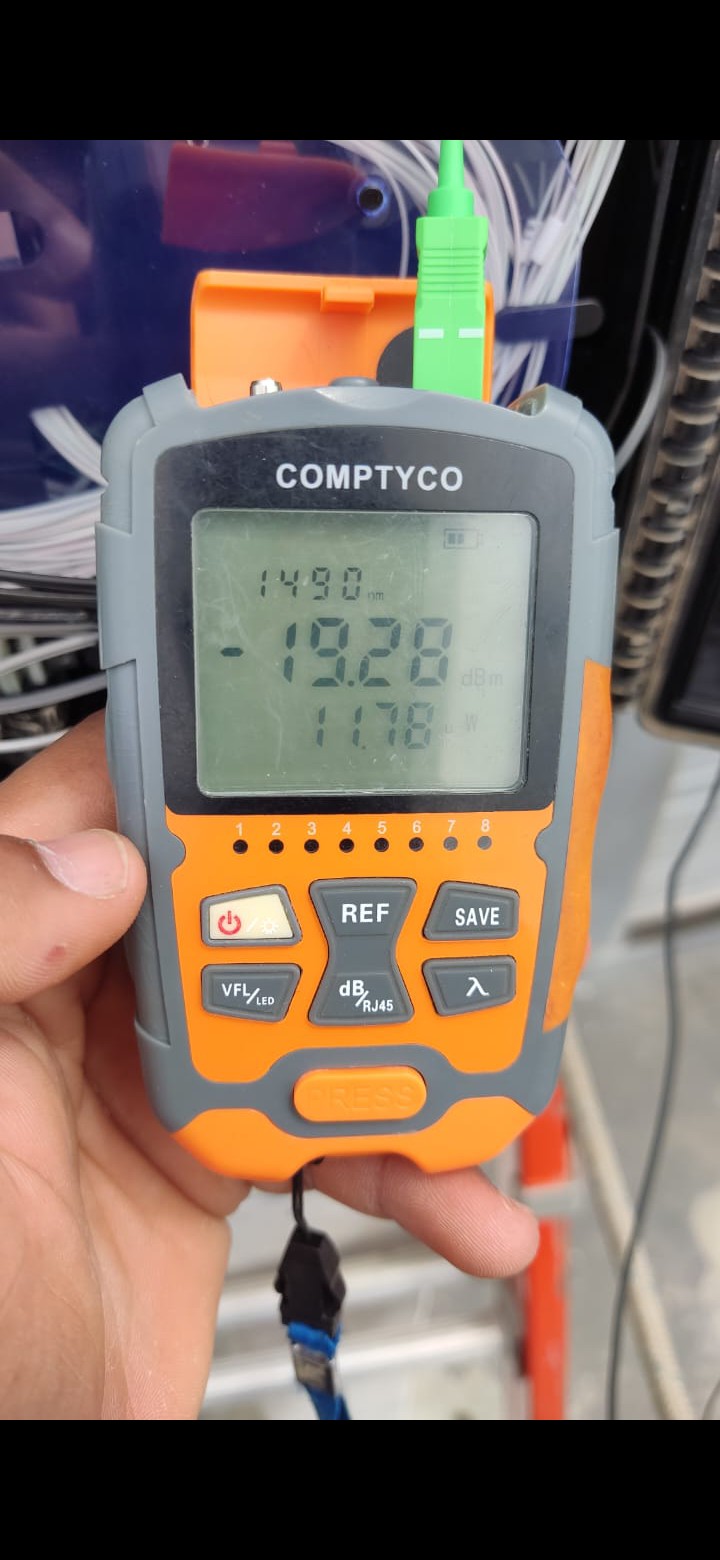 COMPTYCO
1490 nm
-19.28 dBm
11.78 u W
1 2 3 4 5 6 7 8
REF
SAVE
VFL/LED
dB/RJ45
λ
PRESS